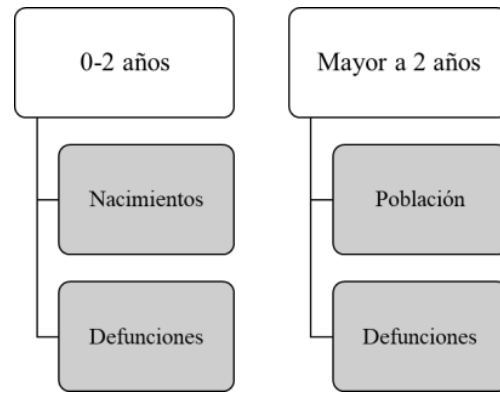 0-2 años
Nacimientos
Defunciones
Mayor a 2 años
Población
Defunciones